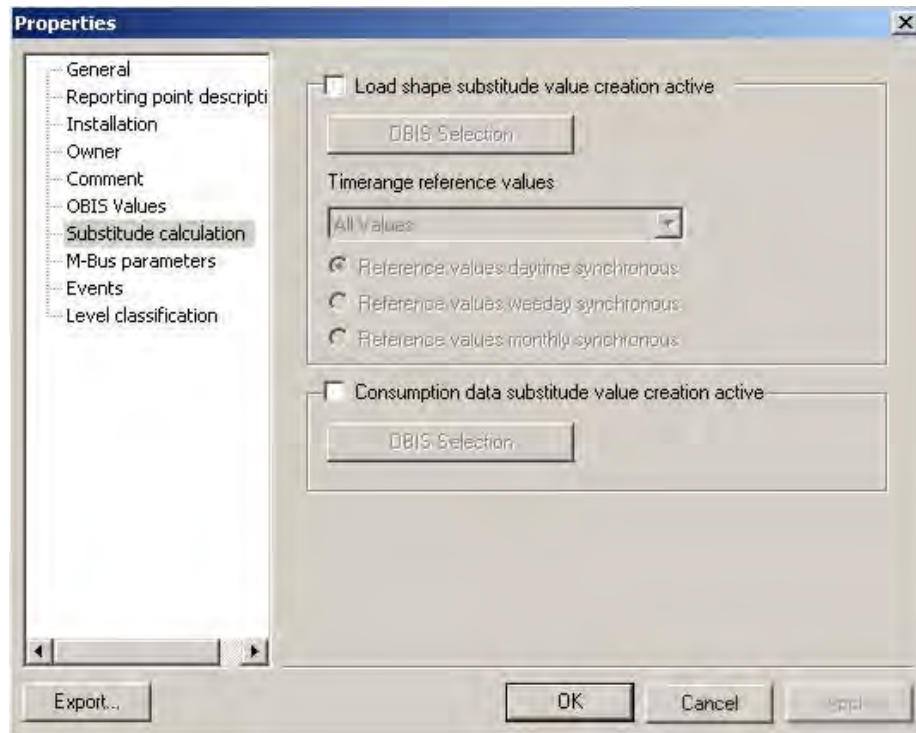 Properties
General
Reporting point descripti
Installation
Owner
Comment
OBIS Values
Substitude calculation
M-Bus parameters
Events
Level classification
Load shape substitude value creation active
OBIS Selection
Timerange reference values
All Values
Reference values daytime synchronous
Reference values weeday synchronous
Reference values monthly synchronous
Consumption data substitude value creation active
OBIS Selection
Export...
OK
Cancel